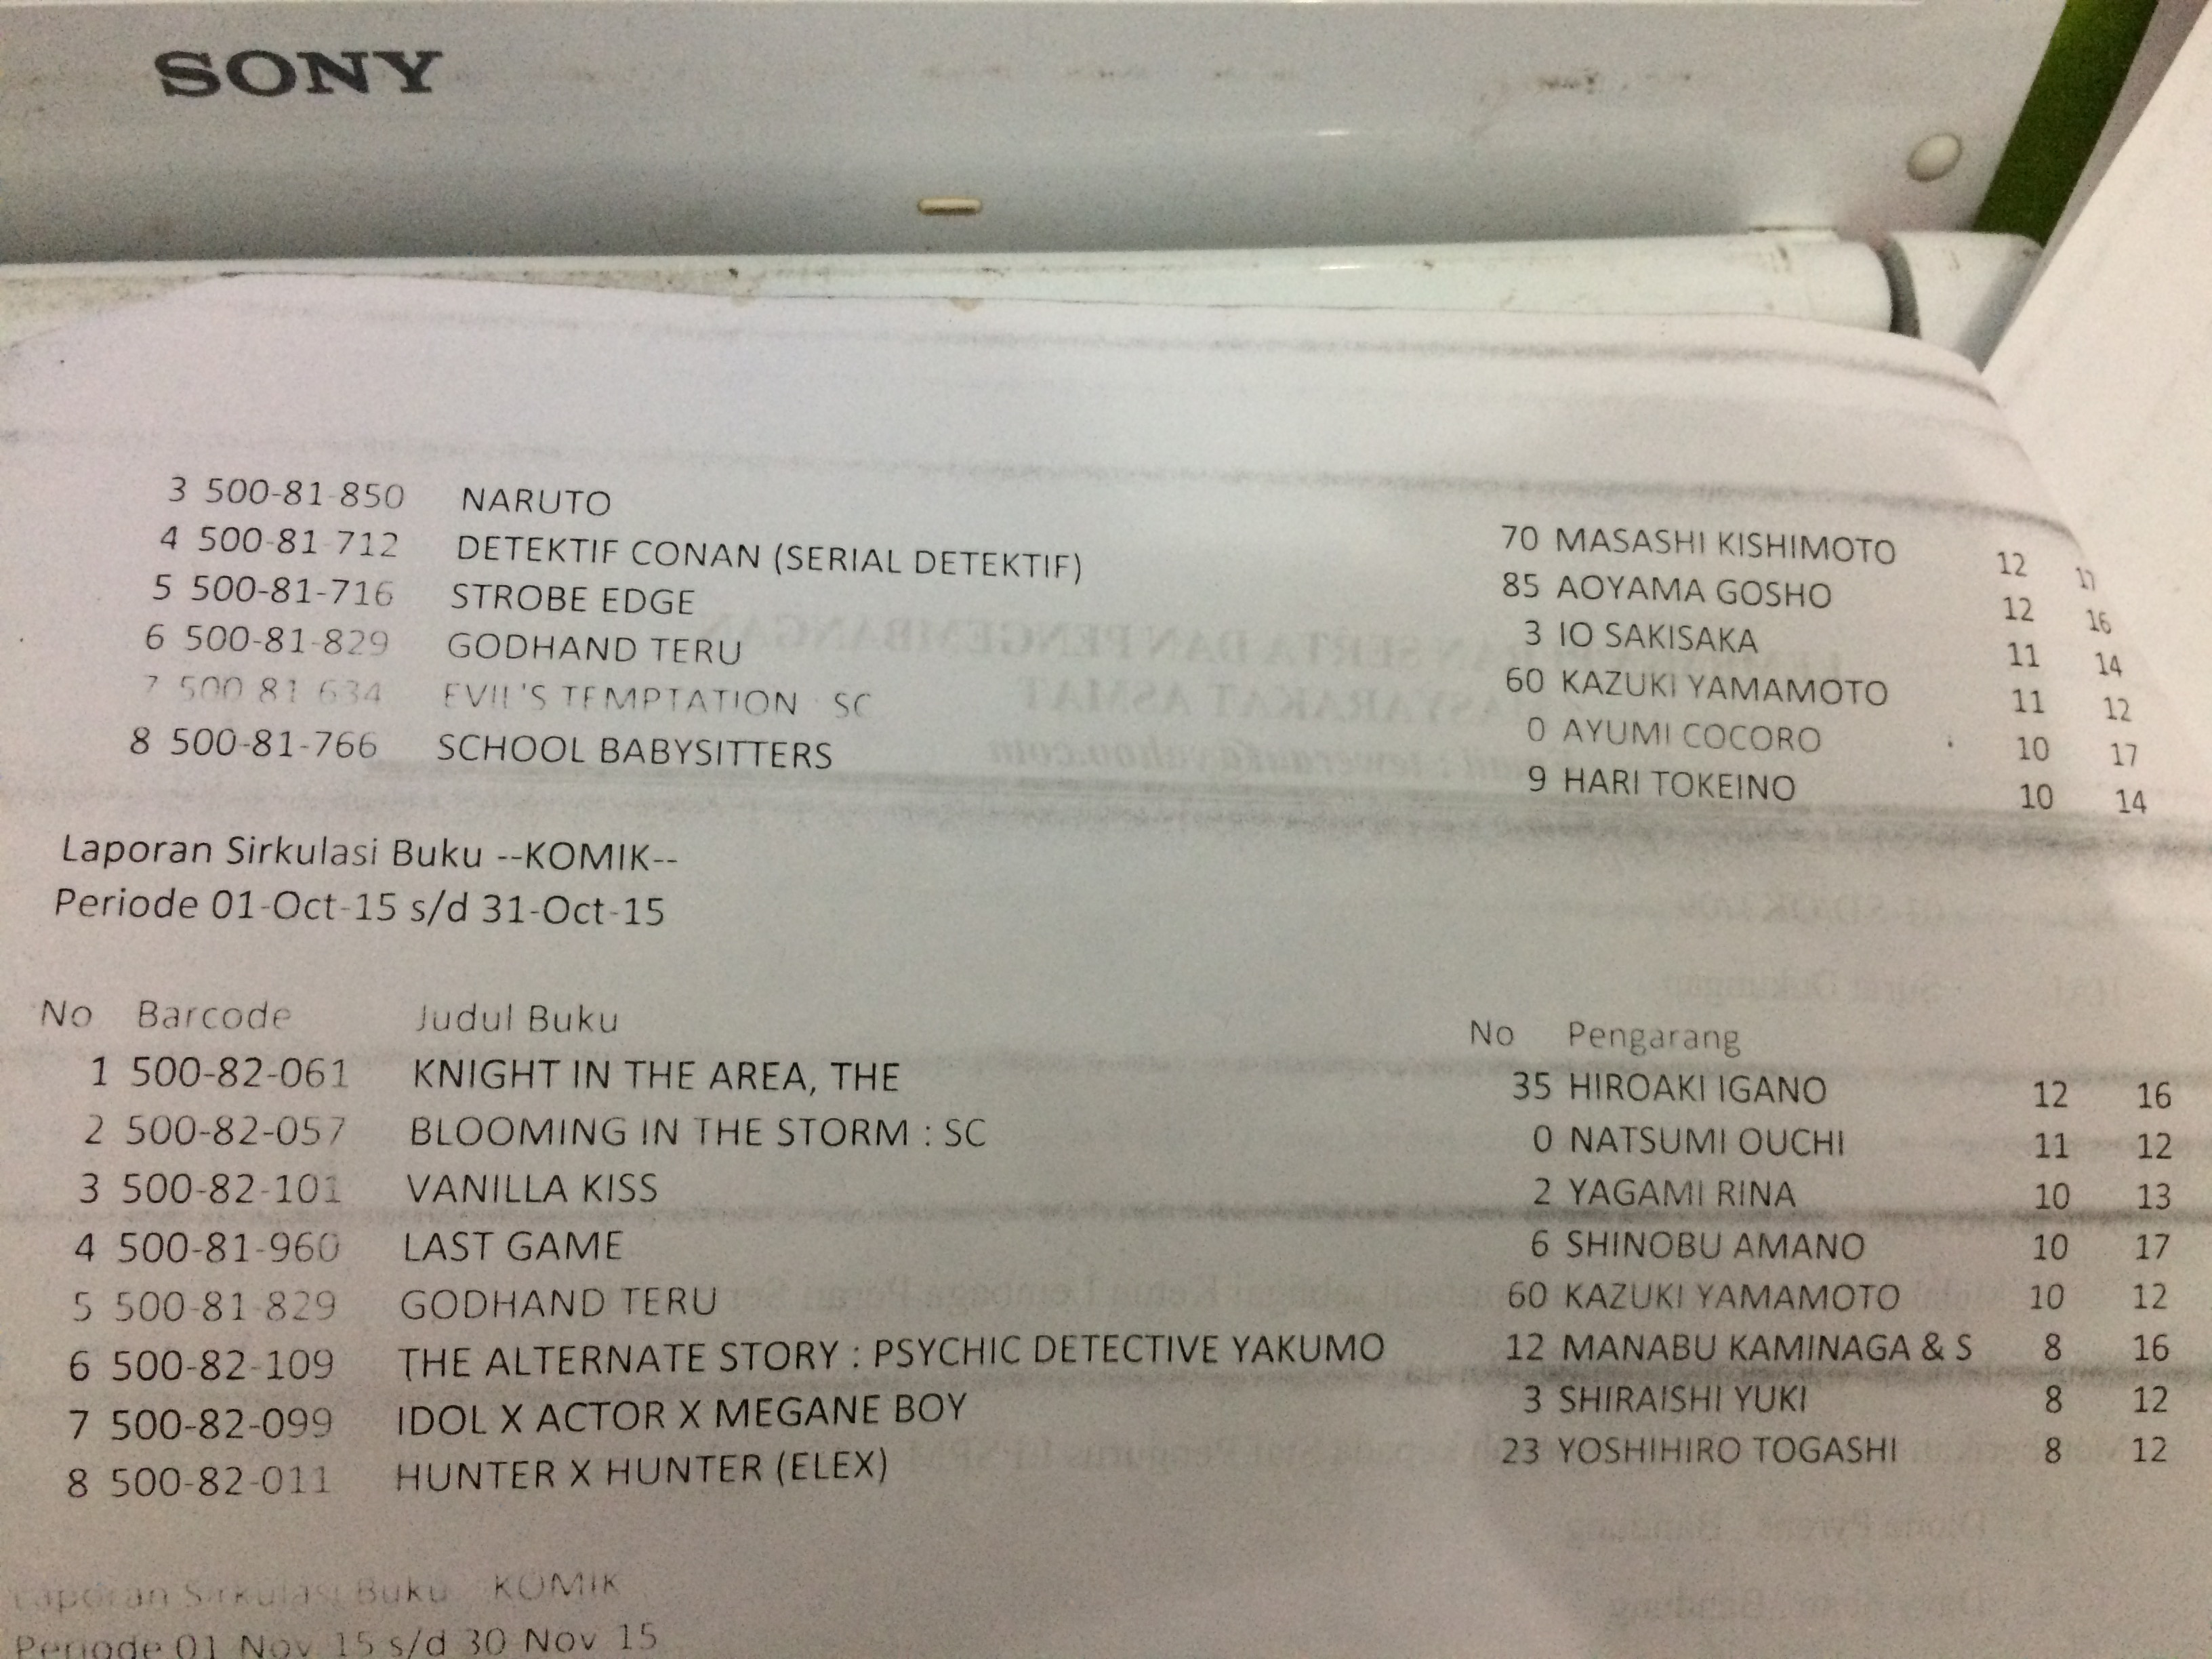 SONY
3 500-81-850 NARUTO 70 MASASHI KISHIMOTO 12
4 500-81-712 DETEKTIF CONAN (SERIAL DETEKTIF) 85 AOYAMA GOSHO 12 16
5 500-81-716 STROBE EDGE 3 IO SAKISAKA 11 14
6 500-81-829 GODHAND TERU 60 KAZUKI YAMAMOTO 11 12
7 500-81-634 EVIL'S TEMPTATION : SC 0 AYUMI COCORO 10 17
8 500-81-766 SCHOOL BABYSITTERS 9 HARI TOKEINO 10 14
Laporan Sirkulasi Buku --KOMIK--
Periode 01-Oct-15 s/d 31-Oct-15
No Barcode Judul Buku No Pengarang
1 500-82-061 KNIGHT IN THE AREA, THE 35 HIROAKI IGANO 12 16
2 500-82-057 BLOOMING IN THE STORM : SC 0 NATSUMI OUCHI 11 12
3 500-82-101 VANILLA KISS 2 YAGAMI RINA 10 13
4 500-81-960 LAST GAME 6 SHINOBU AMANO 10 17
5 500-81-829 GODHAND TERU 60 KAZUKI YAMAMOTO 10 12
6 500-82-109 THE ALTERNATE STORY : PSYCHIC DETECTIVE YAKUMO 12 MANABU KAMINAGA & S 8 16
7 500-82-099 IDOL X ACTOR X MEGANE BOY 3 SHIRAISHI YUKI 8 12
8 500-82-011 HUNTER X HUNTER (ELEX) 23 YOSHIHIRO TOGASHI 8 12
Laporan Sirkulasi Buku KOMIK
Periode 01 Nov 15 s/d 30 Nov 15